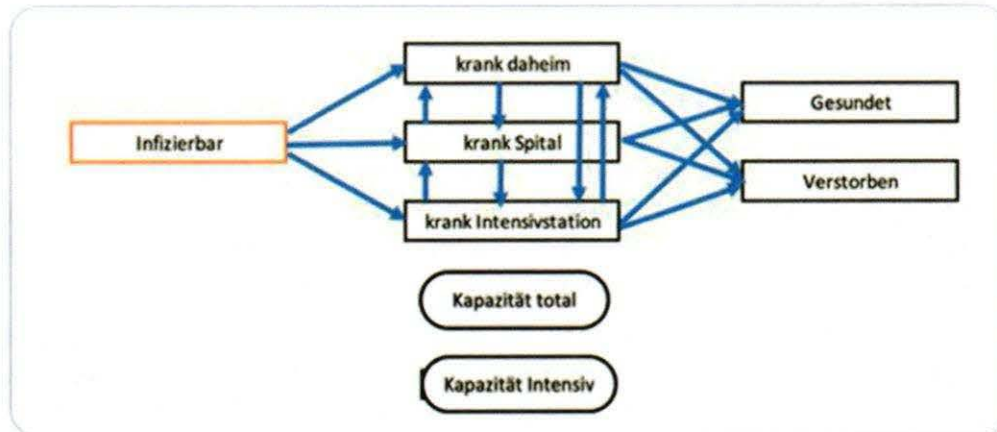 krank daheim
Gesundet
Infizierbar
krank Spital
Verstorben
krank Intensivstation
Kapazität total
Kapazität Intensiv